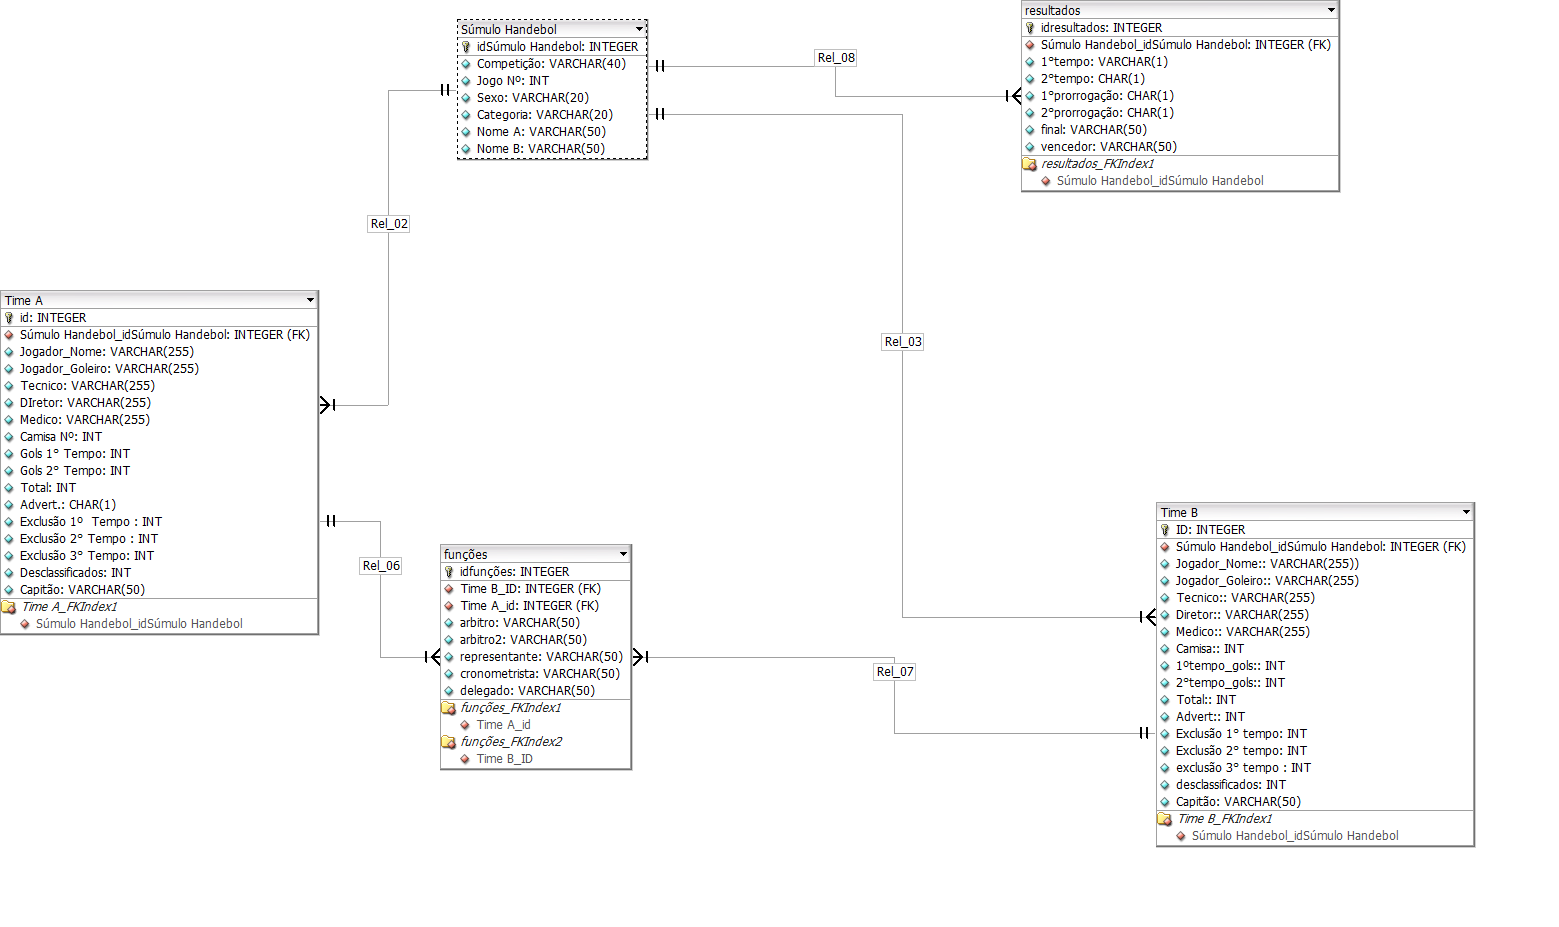 Súmulo Handebol
idSúmulo Handebol: INTEGER
Competição: VARCHAR(40)
Jogo Nº: INT
Sexo: VARCHAR(20)
Categoria: VARCHAR(20)
Nome A: VARCHAR(50)
Nome B: VARCHAR(50)
Rel_08
resultados
idresultados: INTEGER
Súmulo Handebol_idSúmulo Handebol: INTEGER (FK)
1°tempo: VARCHAR(1)
2°tempo: CHAR(1)
1°prorrogação: CHAR(1)
2°prorrogação: CHAR(1)
final: VARCHAR(50)
vencedor: VARCHAR(50)
resultados_FKIndex1
Súmulo Handebol_idSúmulo Handebol
Rel_02
Rel_03
Time A
id: INTEGER
Súmulo Handebol_idSúmulo Handebol: INTEGER (FK)
Jogador_Nome: VARCHAR(255)
Jogador_Goleiro: VARCHAR(255)
Tecnico: VARCHAR(255)
DIretor: VARCHAR(255)
Medico: VARCHAR(255)
Camisa Nº: INT
Gols 1° Tempo: INT
Gols 2° Tempo: INT
Total: INT
Advert.: CHAR(1)
Exclusão 1º  Tempo : INT
Exclusão 2° Tempo : INT
Exclusão 3° Tempo: INT
Desclassificados: INT
Capitão: VARCHAR(50)
Time A_FKIndex1
Súmulo Handebol_idSúmulo Handebol
Rel_06
funções
idfunções: INTEGER
Time B_ID: INTEGER (FK)
Time A_id: INTEGER (FK)
arbitro: VARCHAR(50)
arbitro2: VARCHAR(50)
representante: VARCHAR(50)
cronometrista: VARCHAR(50)
delegado: VARCHAR(50)
funções_FKIndex1
Time A_id
funções_FKIndex2
Time B_ID
Rel_07
Time B
ID: INTEGER
Súmulo Handebol_idSúmulo Handebol: INTEGER (FK)
Jogador_Nome:: VARCHAR(255))
Jogador_Goleiro:: VARCHAR(255)
Tecnico:: VARCHAR(255)
Diretor:: VARCHAR(255)
Medico:: VARCHAR(255)
Camisa:: INT
1ºtempo_gols:: INT
2°tempo_gols:: INT
Total:: INT
Advert:: INT
Exclusão 1° tempo: INT
Exclusão 2° tempo: INT
exclusão 3° tempo : INT
desclassificados: INT
Capitão: VARCHAR(50)
Time B_FKIndex1
Súmulo Handebol_idSúmulo Handebol